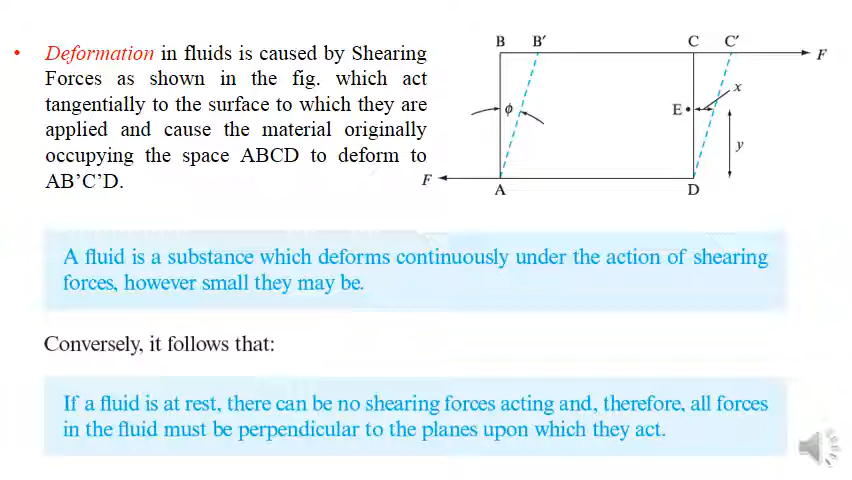 • Deformation in fluids is caused by Shearing
Forces as shown in the fig. which act
tangentially to the surface to which they are
applied and cause the material originally
occupying the space ABCD to deform to
AB’C’D.
B B′ C C′
F
x
ϕ E
y
F
A D
A fluid is a substance which deforms continuously under the action of shearing
forces, however small they may be.
Conversely, it follows that:
If a fluid is at rest, there can be no shearing forces acting and, therefore, all forces
in the fluid must be perpendicular to the planes upon which they act.